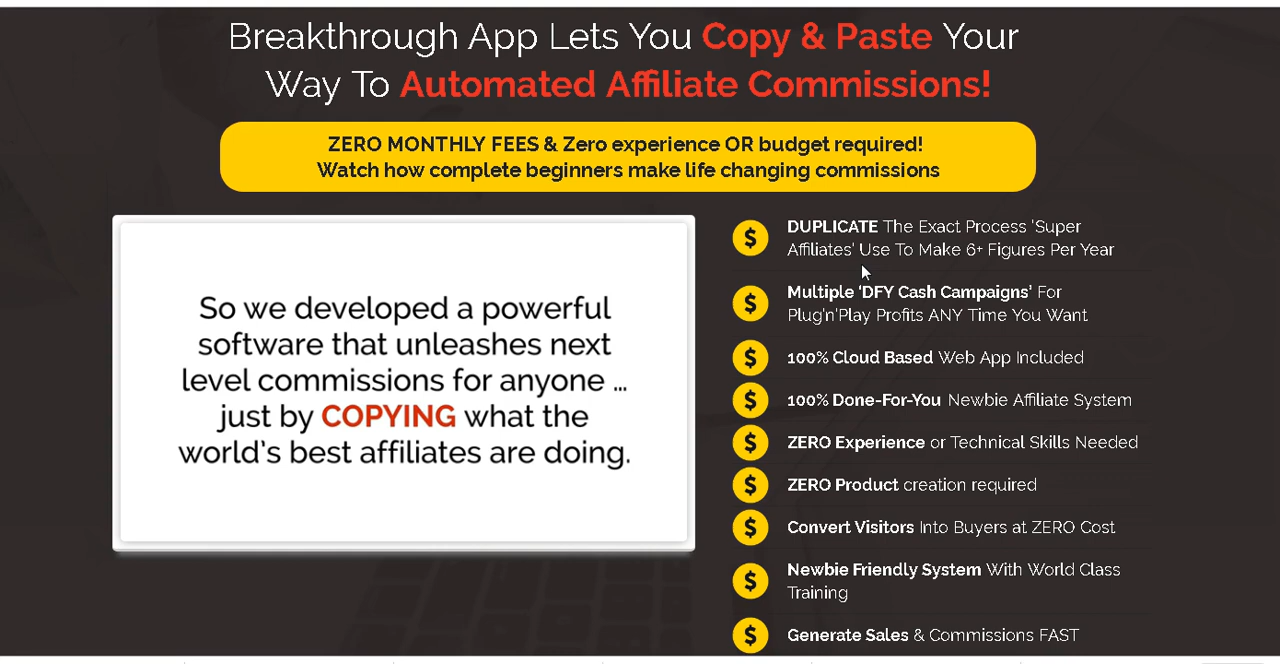 Breakthrough App Lets You Copy & Paste Your
Way To Automated Affiliate Commissions!
ZERO MONTHLY FEES & Zero experience OR budget required!
Watch how complete beginners make life changing commissions
So we developed a powerful
software that unleashes next
level commissions for anyone ...
just by COPYING what the
world's best affiliates are doing.
$ DUPLICATE The Exact Process 'Super
Affiliates' Use To Make 6+ Figures Per Year
$ Multiple 'DFY Cash Campaigns' For
Plug'n'Play Profits ANY Time You Want
$ 100% Cloud Based Web App Included
$ 100% Done-For-You Newbie Affiliate System
$ ZERO Experience or Technical Skills Needed
$ ZERO Product creation required
$ Convert Visitors Into Buyers at ZERO Cost
$ Newbie Friendly System With World Class
Training
$ Generate Sales & Commissions FAST